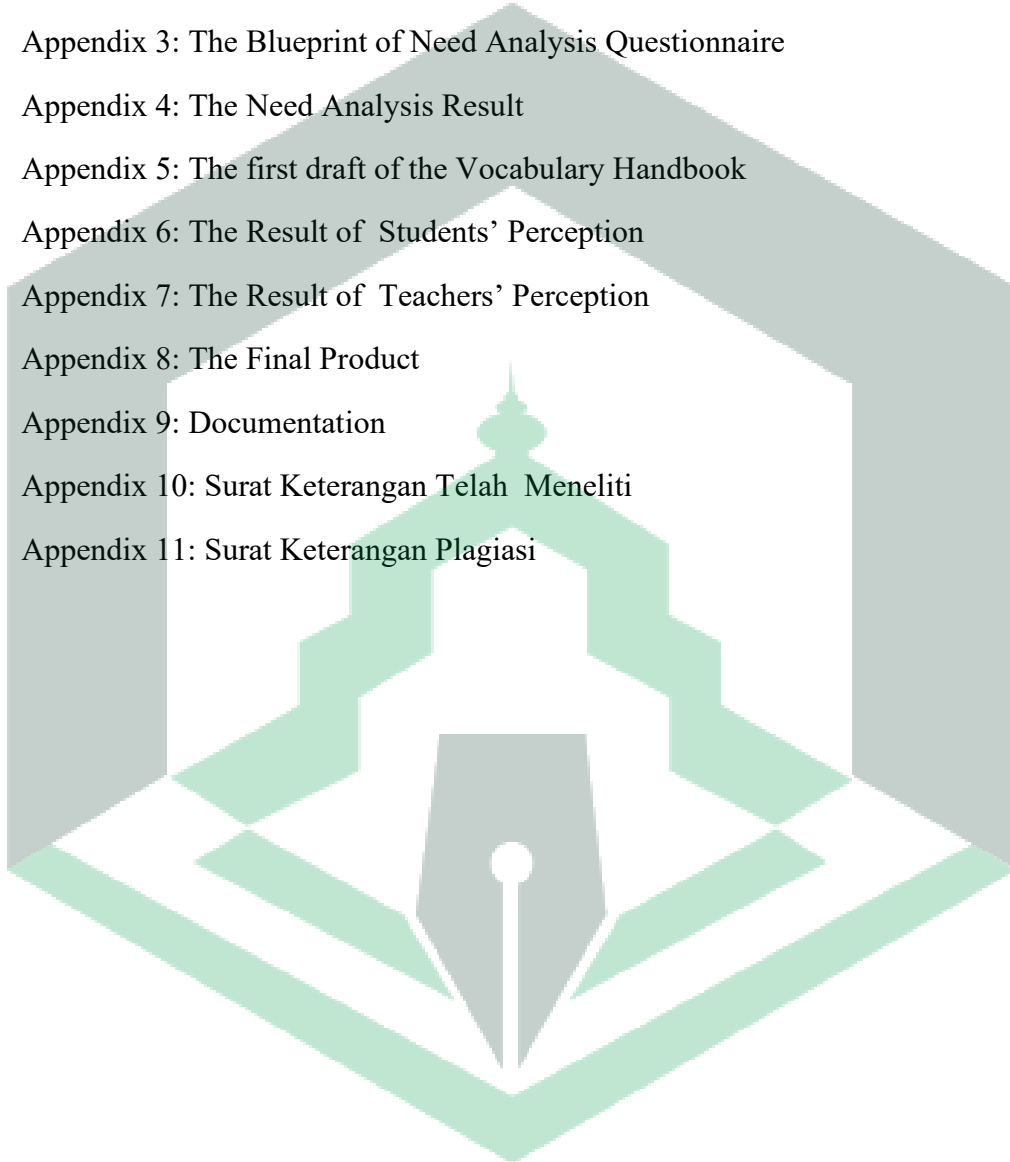 Appendix 3: The Blueprint of Need Analysis Questionnaire
Appendix 4: The Need Analysis Result
Appendix 5: The first draft of the Vocabulary Handbook
Appendix 6: The Result of  Students’ Perception
Appendix 7: The Result of  Teachers’ Perception
Appendix 8: The Final Product
Appendix 9: Documentation
Appendix 10: Surat Keterangan Telah  Meneliti
Appendix 11: Surat Keterangan Plagiasi